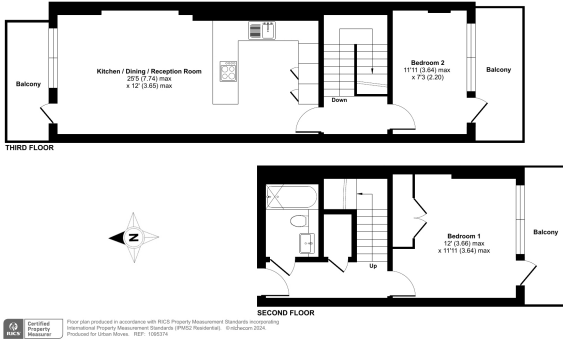 Balcony
Kitchen / Dining / Reception Room
25'5 (7.74) max
x 12' (3.65) max
Bedroom 2
11'11 (3.64) max
x 7'3 (2.20)
Balcony
Down
THIRD FLOOR
Bedroom 1
12' (3.66) max
x 11'11 (3.64) max
Balcony
Up
SECOND FLOOR
N
RICS
Certified
Property
Measurer
Floor plan produced in accordance with RICS Property Measurement Standards incorporating
International Property Measurement Standards (IPMS2 Residential). ©nichecom 2024.
Produced for Urban Moves. REF: 1095374